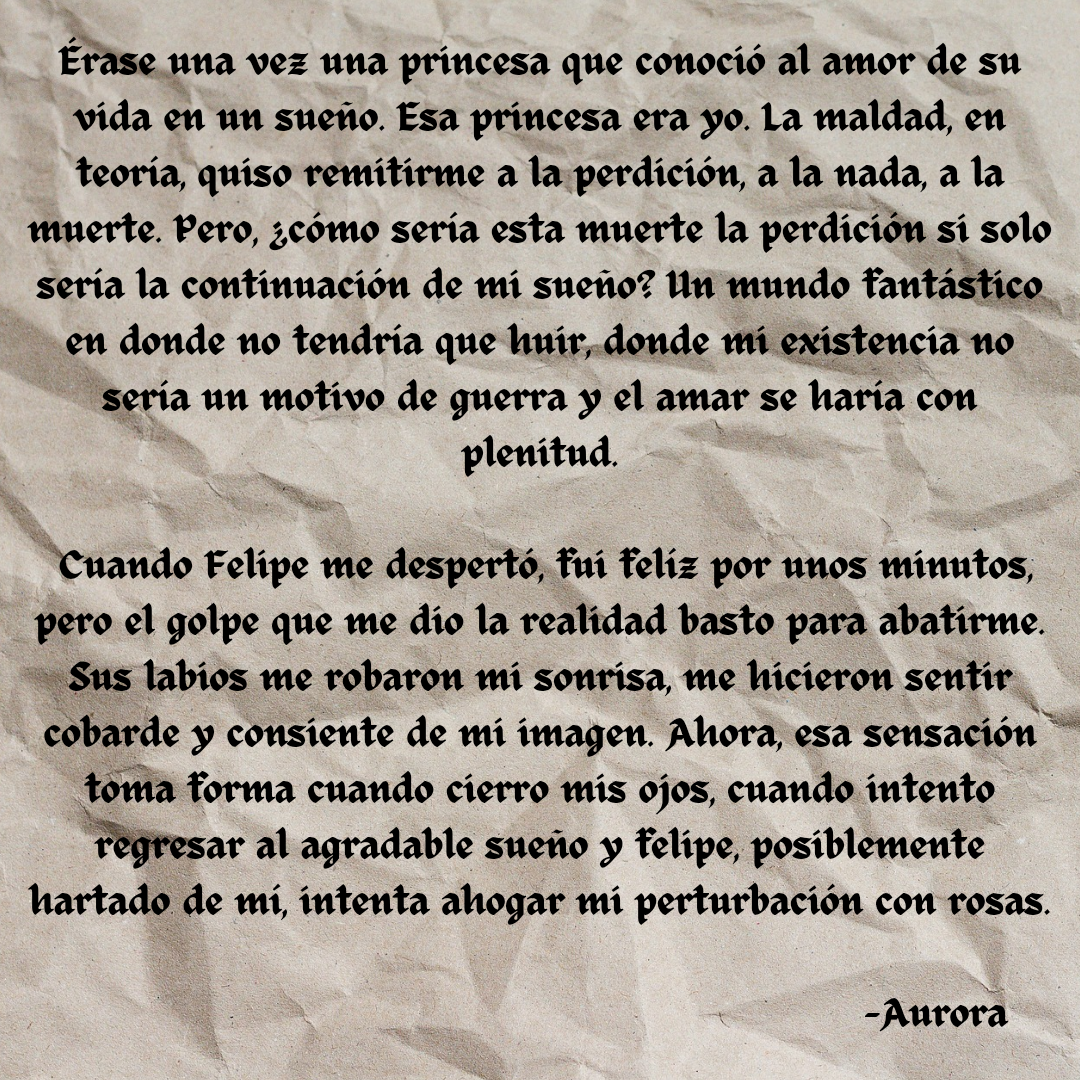 Érase una vez una princesa que conoció al amor de su
vida en un sueño. Esa princesa era yo. La maldad, en
teoría, quiso remitirme a la perdición, a la nada, a la
muerte. Pero, ¿cómo sería esta muerte la perdición si solo
sería la continuación de mi sueño? Un mundo fantástico
en donde no tendría que huir, donde mi existencia no
sería un motivo de guerra y el amar se haría con
plenitud.
Cuando Felipe me despertó, fui feliz por unos minutos,
pero el golpe que me dio la realidad basto para abatirme.
Sus labios me robaron mi sonrisa, me hicieron sentir
cobarde y consiente de mi imagen. Ahora, esa sensación
toma forma cuando cierro mis ojos, cuando intento
regresar al agradable sueño y felipe, posiblemente
hartado de mí, intenta ahogar mi perturbación con rosas.
-Aurora